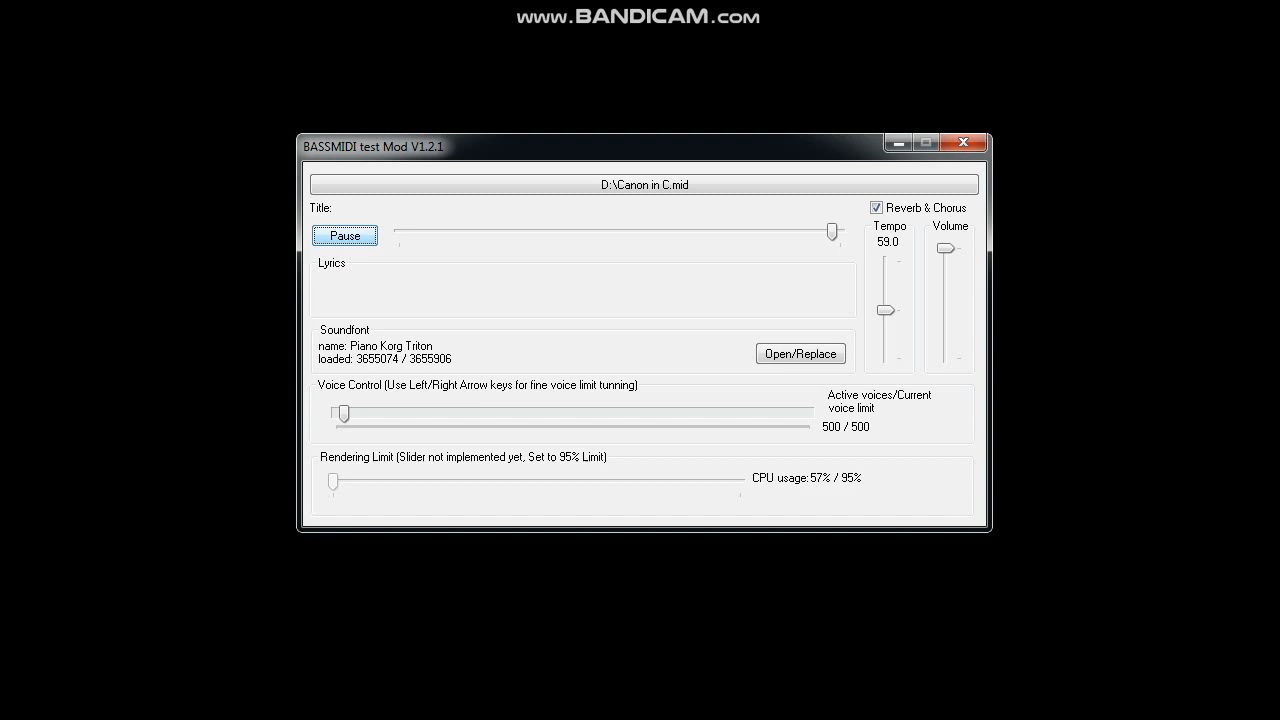 www.BANDICAM.com
BASSMIDI test Mod V1.2.1
D:\Canon in C.mid
Title:
Reverb & Chorus
Pause
Tempo
59.0
Volume
Lyrics
Soundfont
name: Piano Korg Triton
loaded: 3655074 / 3655906
Open/Replace
Voice Control (Use Left/Right Arrow keys for fine voice limit tunning)
Active voices/Current
voice limit
500 / 500
Rendering Limit (Slider not implemented yet, Set to 95% Limit)
CPU usage: 57% / 95%